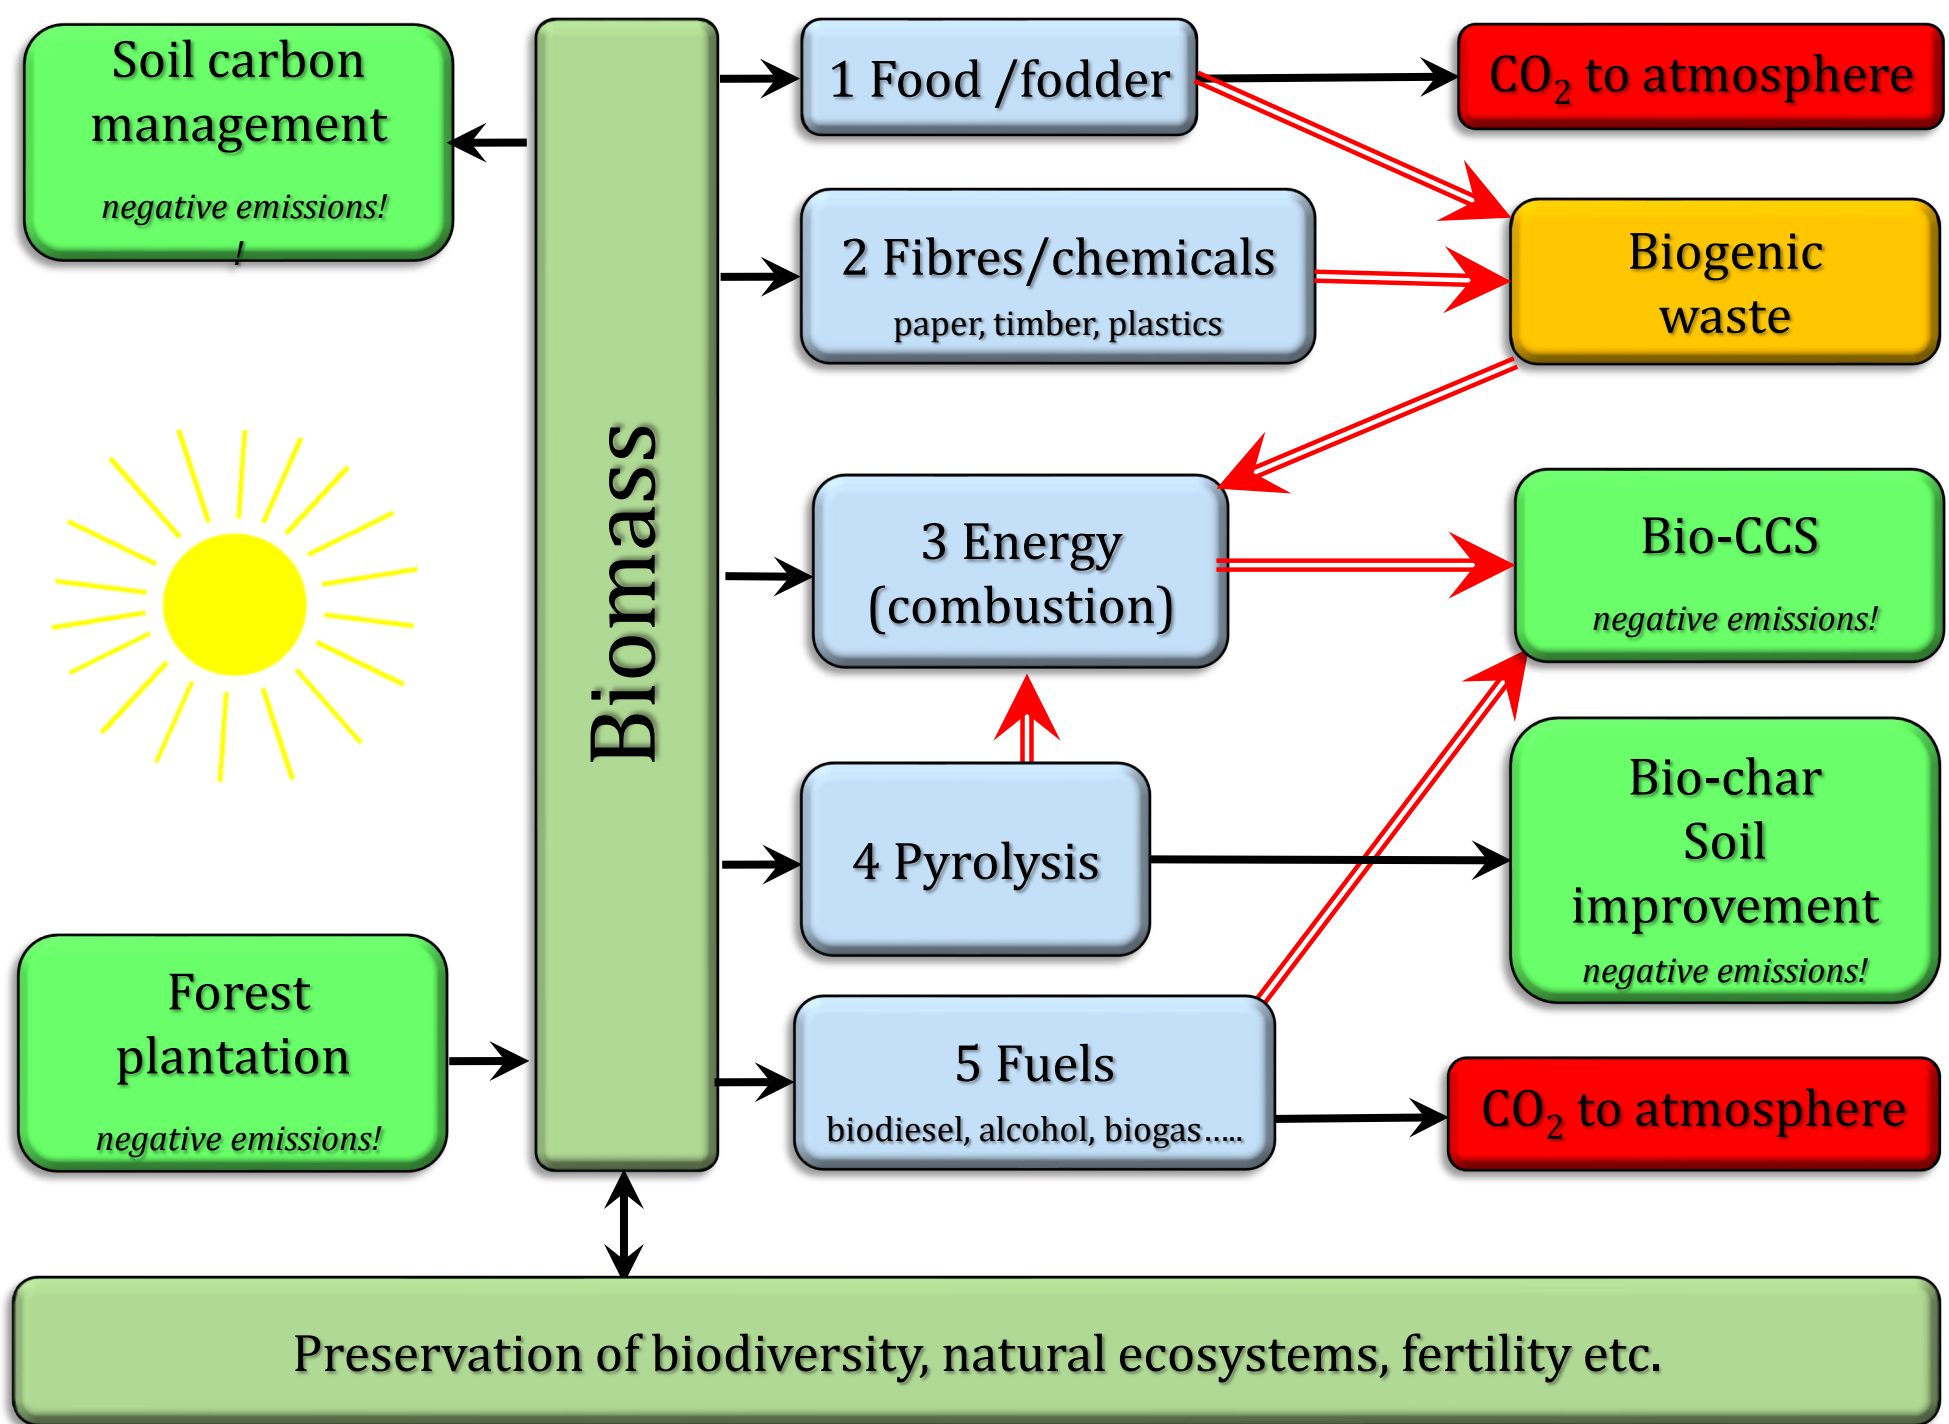 Soil carbon
management
negative emissions!
!
Forest
plantation
negative emissions!
Biomass
1 Food /fodder
2 Fibres/chemicals
paper, timber, plastics
3 Energy
(combustion)
4 Pyrolysis
5 Fuels
biodiesel, alcohol, biogas…..
CO₂ to atmosphere
Biogenic
waste
Bio-CCS
negative emissions!
Bio-char
Soil
improvement
negative emissions!
CO₂ to atmosphere
Preservation of biodiversity, natural ecosystems, fertility etc.